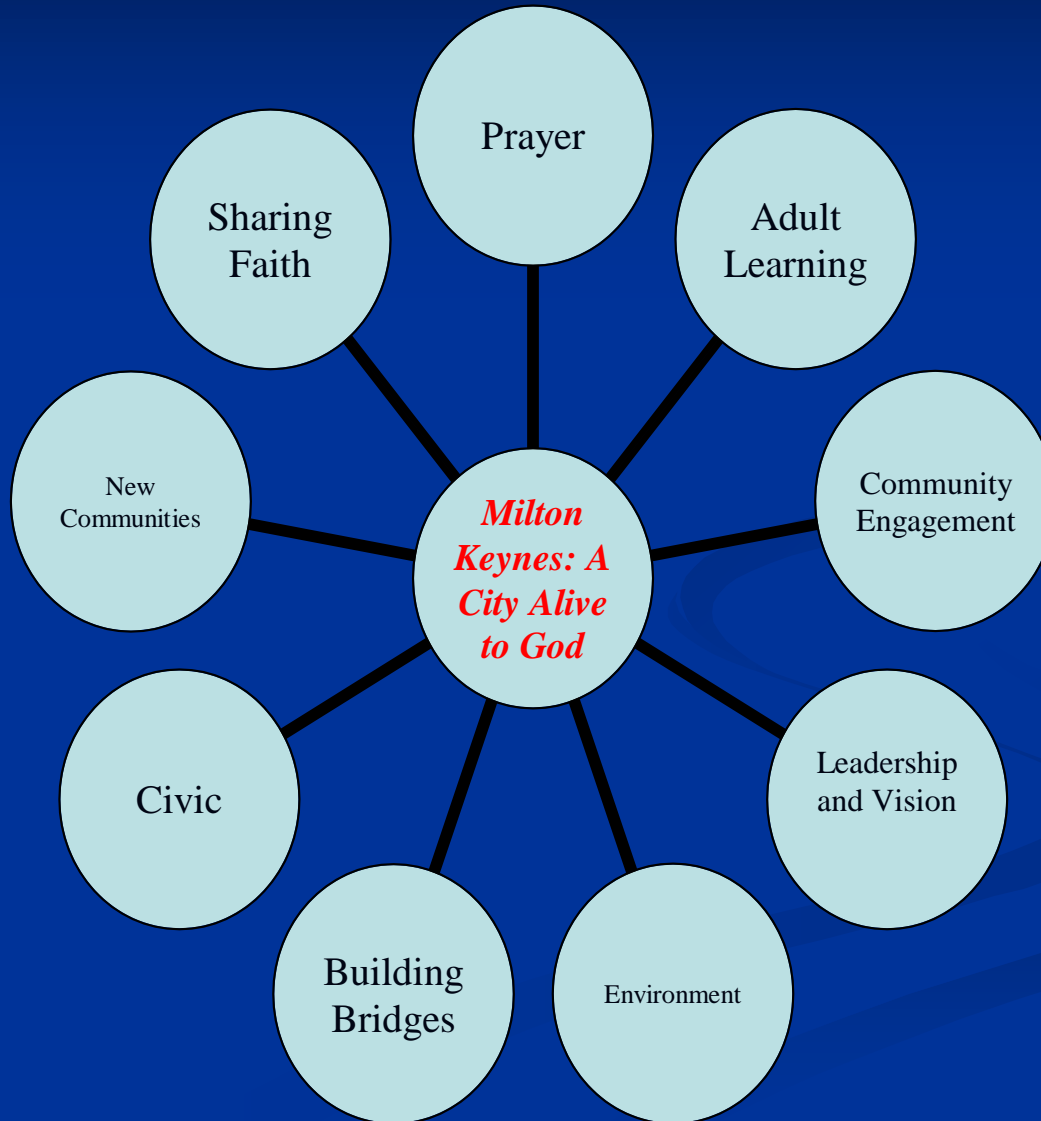 Prayer
Adult
Learning
Community
Engagement
Leadership
and Vision
Environment
Building
Bridges
Civic
New
Communities
Sharing
Faith
Milton
Keynes: A
City Alive
to God